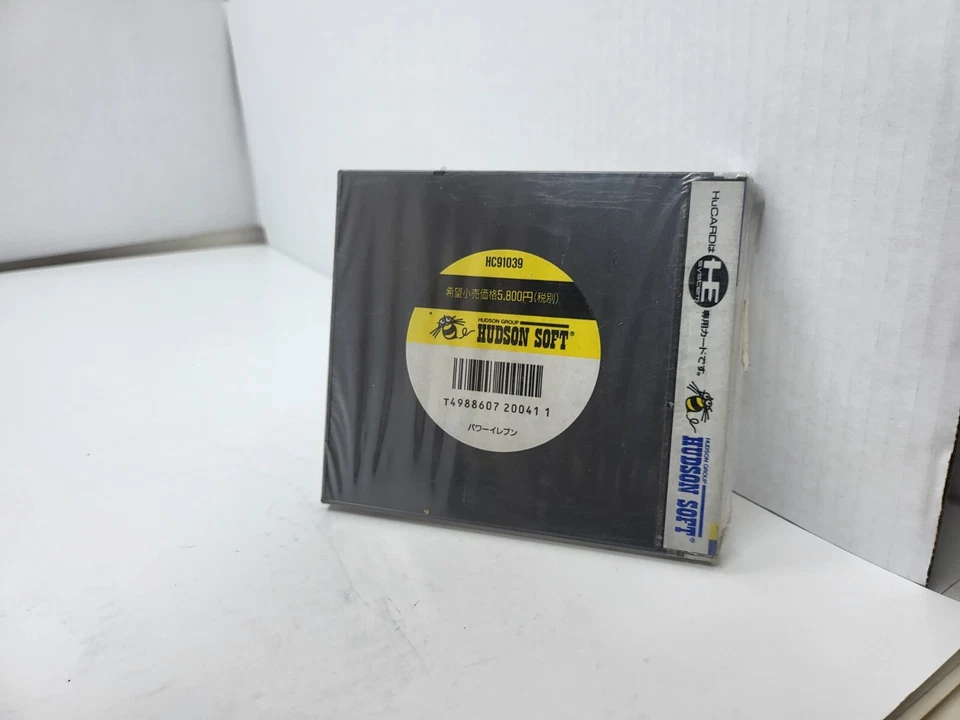 HC91039
希望小売価格5,800円(税別)
HUDSON GROUP
HUDSON SOFT®
T4988607 20041 1
パワーイレブン
HuCARDは
HE
SYSTEM
専用カードです。
HUDSON GROUP
HUDSON SOFT®